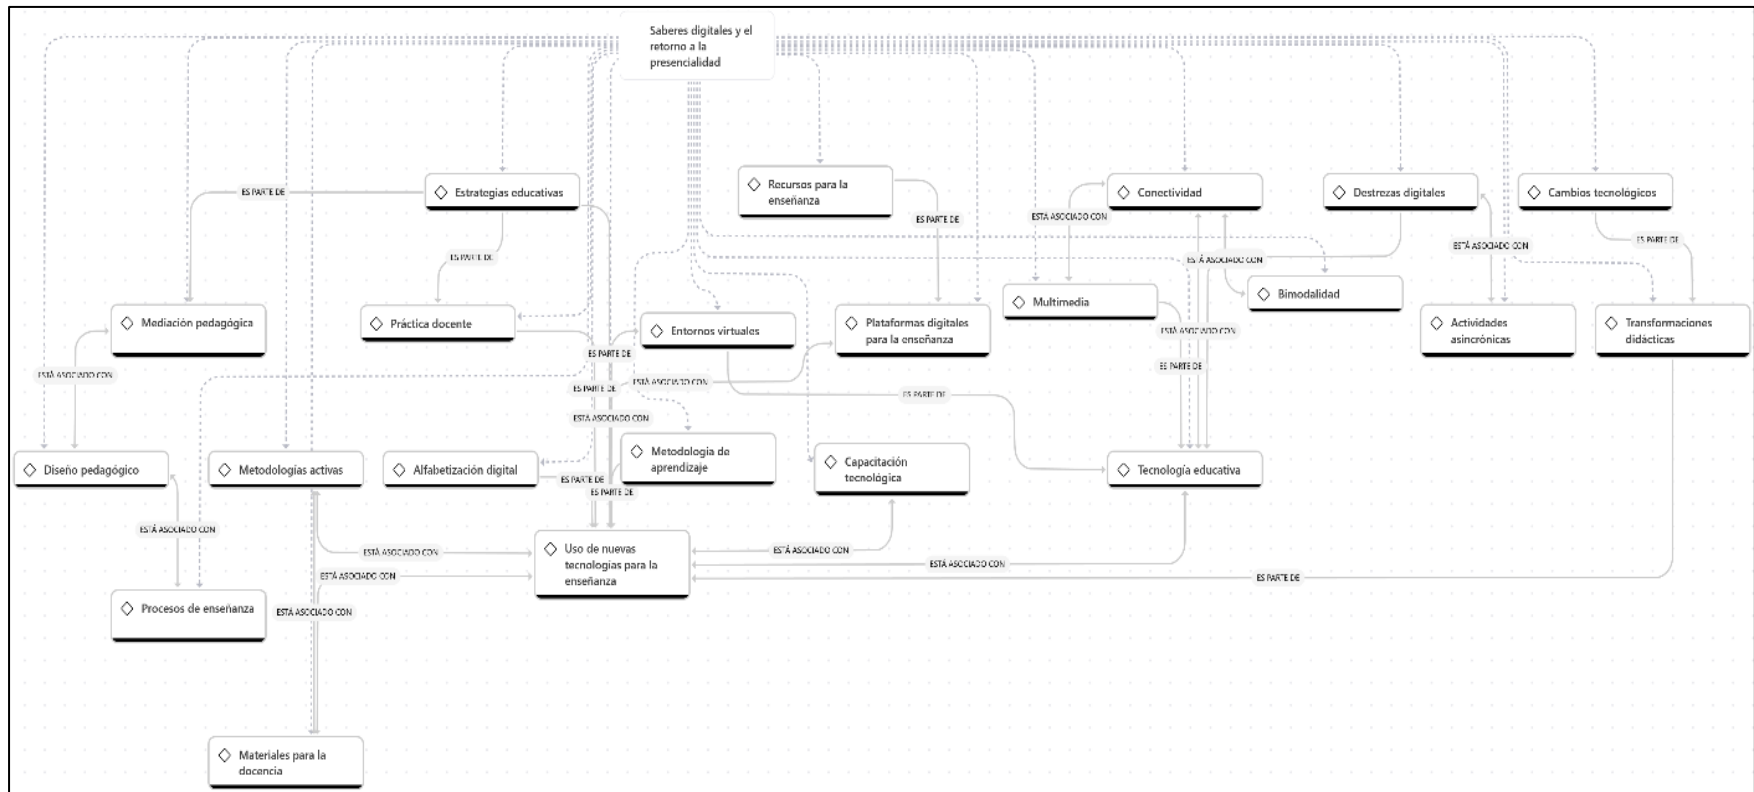 Saberes digitales y el
retorno a la
presencialidad
ES PARTE DE
Estrategias educativas
Recursos para la
enseñanza
Conectividad
Destrezas digitales
Cambios tecnológicos
ESTÁ ASOCIADO CON
ES PARTE DE
ES PARTE DE
ESTÁ ASOCIADO CON
ES PARTE DE
ES PARTE DE
ESTÁ ASOCIADO CON
Multimedia
Bimodalidad
Mediación pedagógica
Práctica docente
Entornos virtuales
Plataformas digitales
para la enseñanza
ESTÁ ASOCIADO CON
Actividades
asincrónicas
Transformaciones
didácticas
ES PARTE DE
ES PARTE DE
ESTÁ ASOCIADO CON
ESTÁ ASOCIADO CON
ES PARTE DE
ES PARTE DE
ESTÁ ASOCIADO CON
Diseño pedagógico
Metodologías activas
Alfabetización digital
Metodología de
aprendizaje
Capacitación
tecnológica
Tecnología educativa
ES PARTE DE
ES PARTE DE
ESTÁ ASOCIADO CON
ESTÁ ASOCIADO CON
Uso de nuevas
tecnologías para la
enseñanza
ESTÁ ASOCIADO CON
ESTÁ ASOCIADO CON
ESTÁ ASOCIADO CON
ES PARTE DE
Procesos de enseñanza
ESTÁ ASOCIADO CON
Materiales para la
docencia